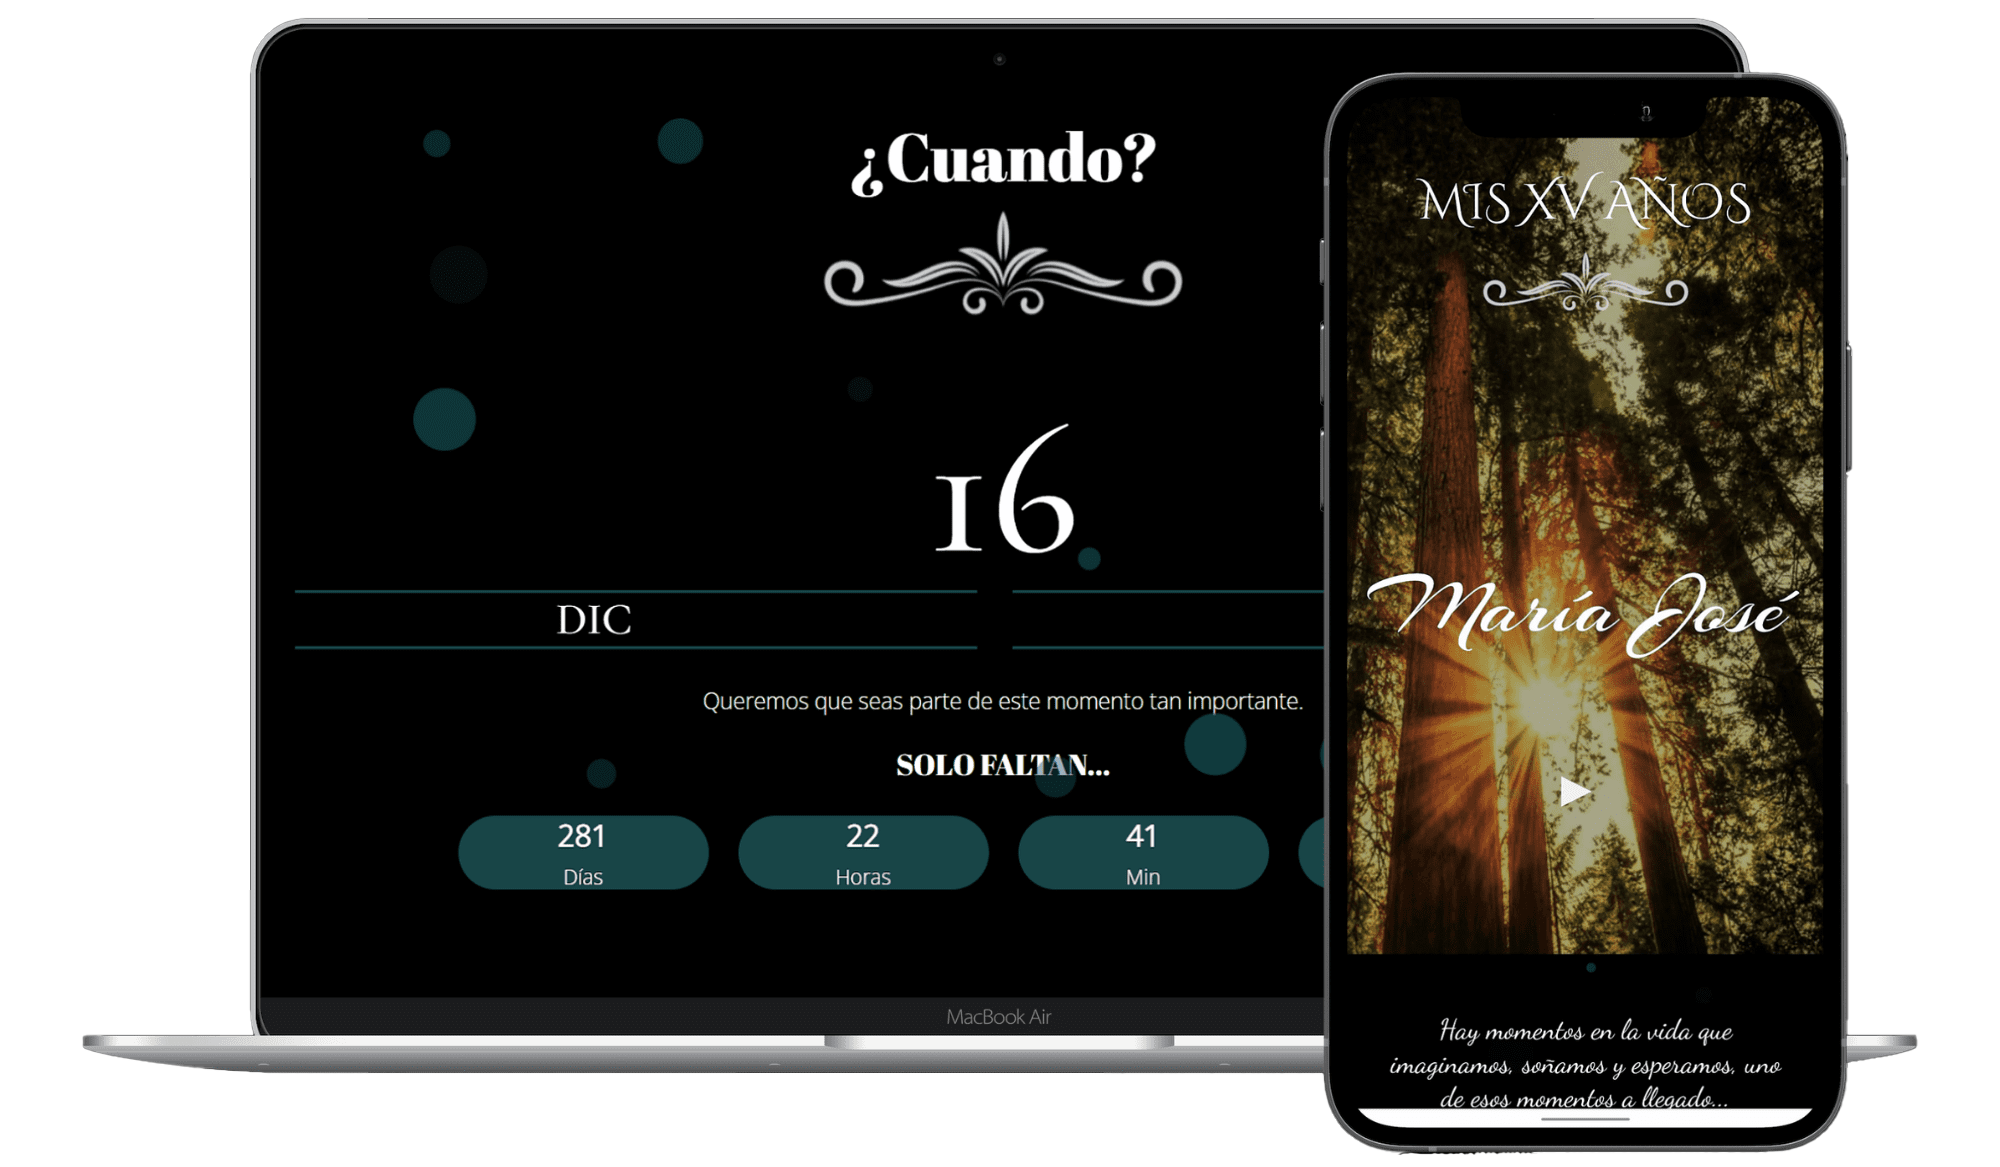 ¿Cuando?
16
DIC
Queremos que seas parte de este momento tan importante.
SOLO FALTAN...
281
Días
22
Horas
41
Min
MacBook Air
MIS XV AÑOS
María José
Hay momentos en la vida que
imaginamos, soñamos y esperamos, uno
de esos momentos a llegado...